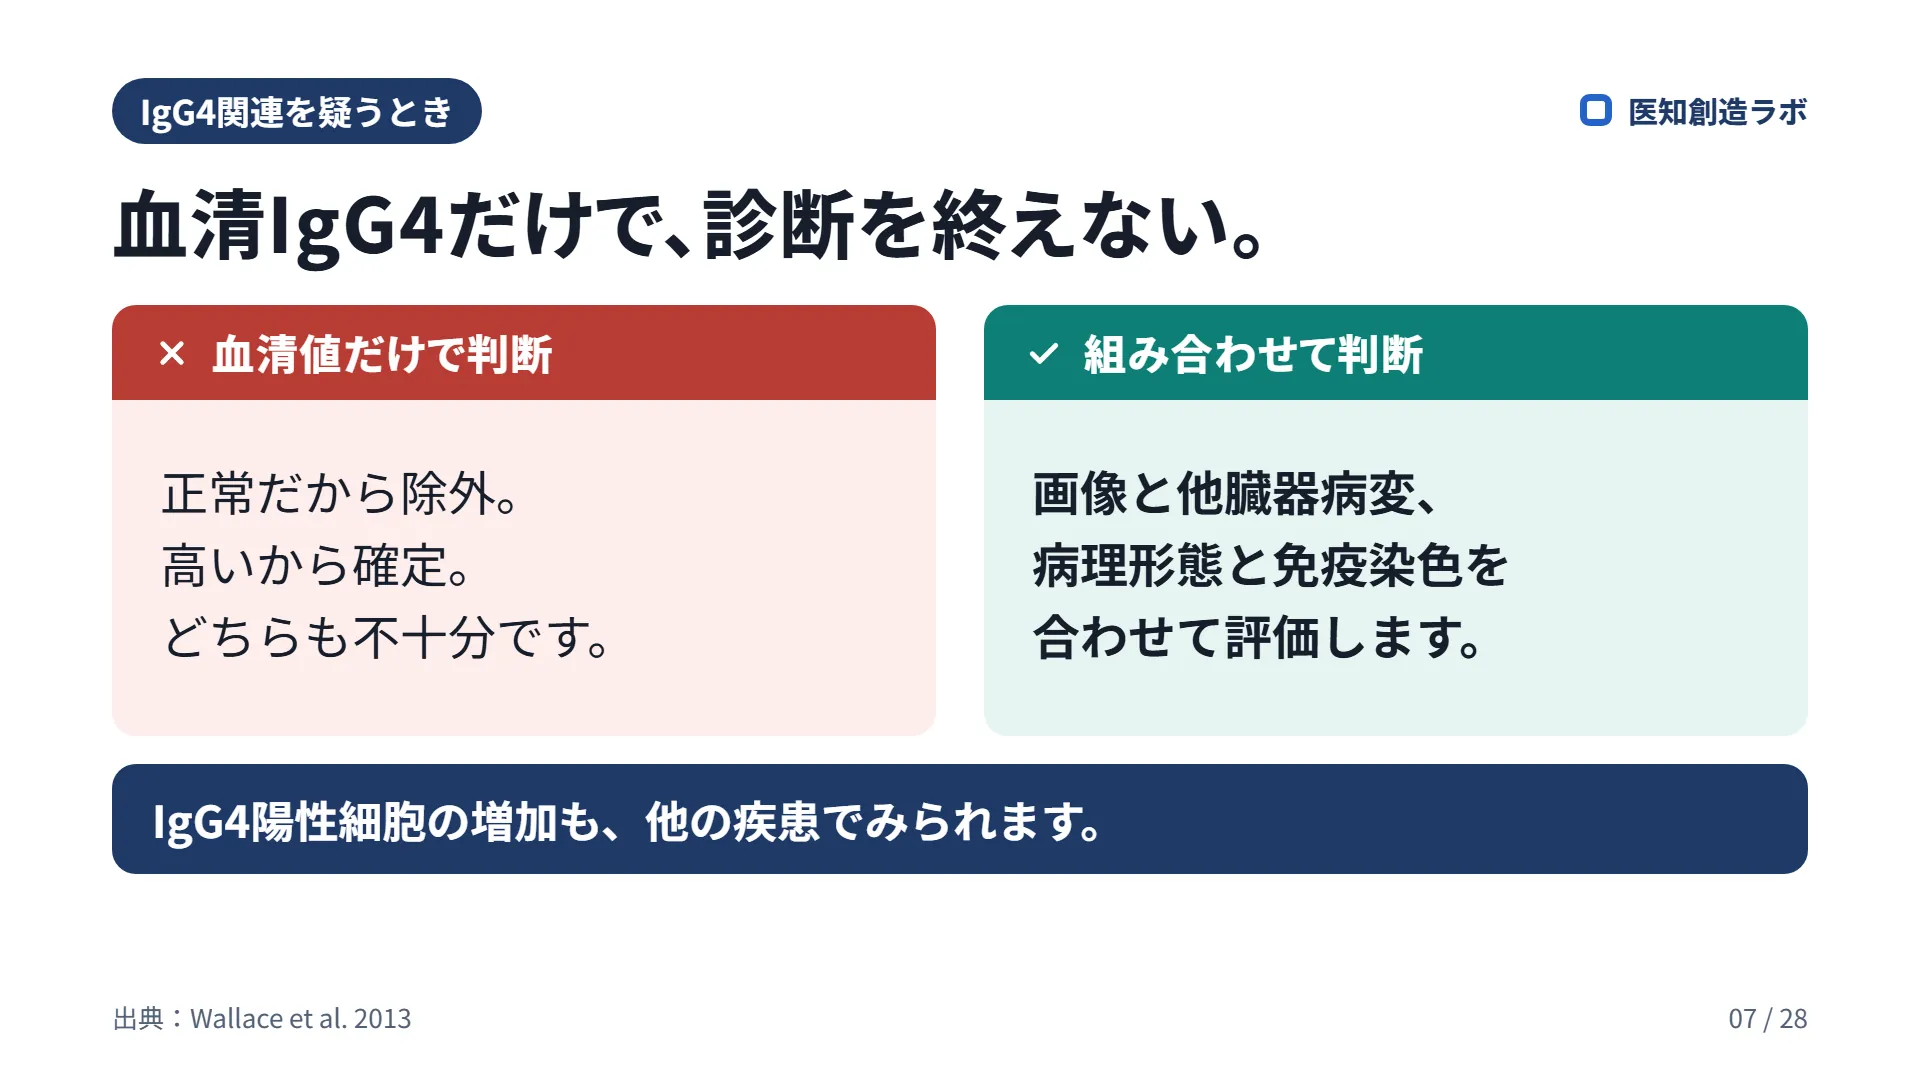 IgG4関連を疑うとき
医知創造ラボ
血清IgG4だけで、診断を終えない。
血清値だけで判断
正常だから除外。
高いから確定。
どちらも不十分です。
組み合わせて判断
画像と他臓器病変、
病理形態と免疫染色を
合わせて評価します。
IgG4陽性細胞の増加も、他の疾患でみられます。
出典：Wallace et al. 2013
07 / 28